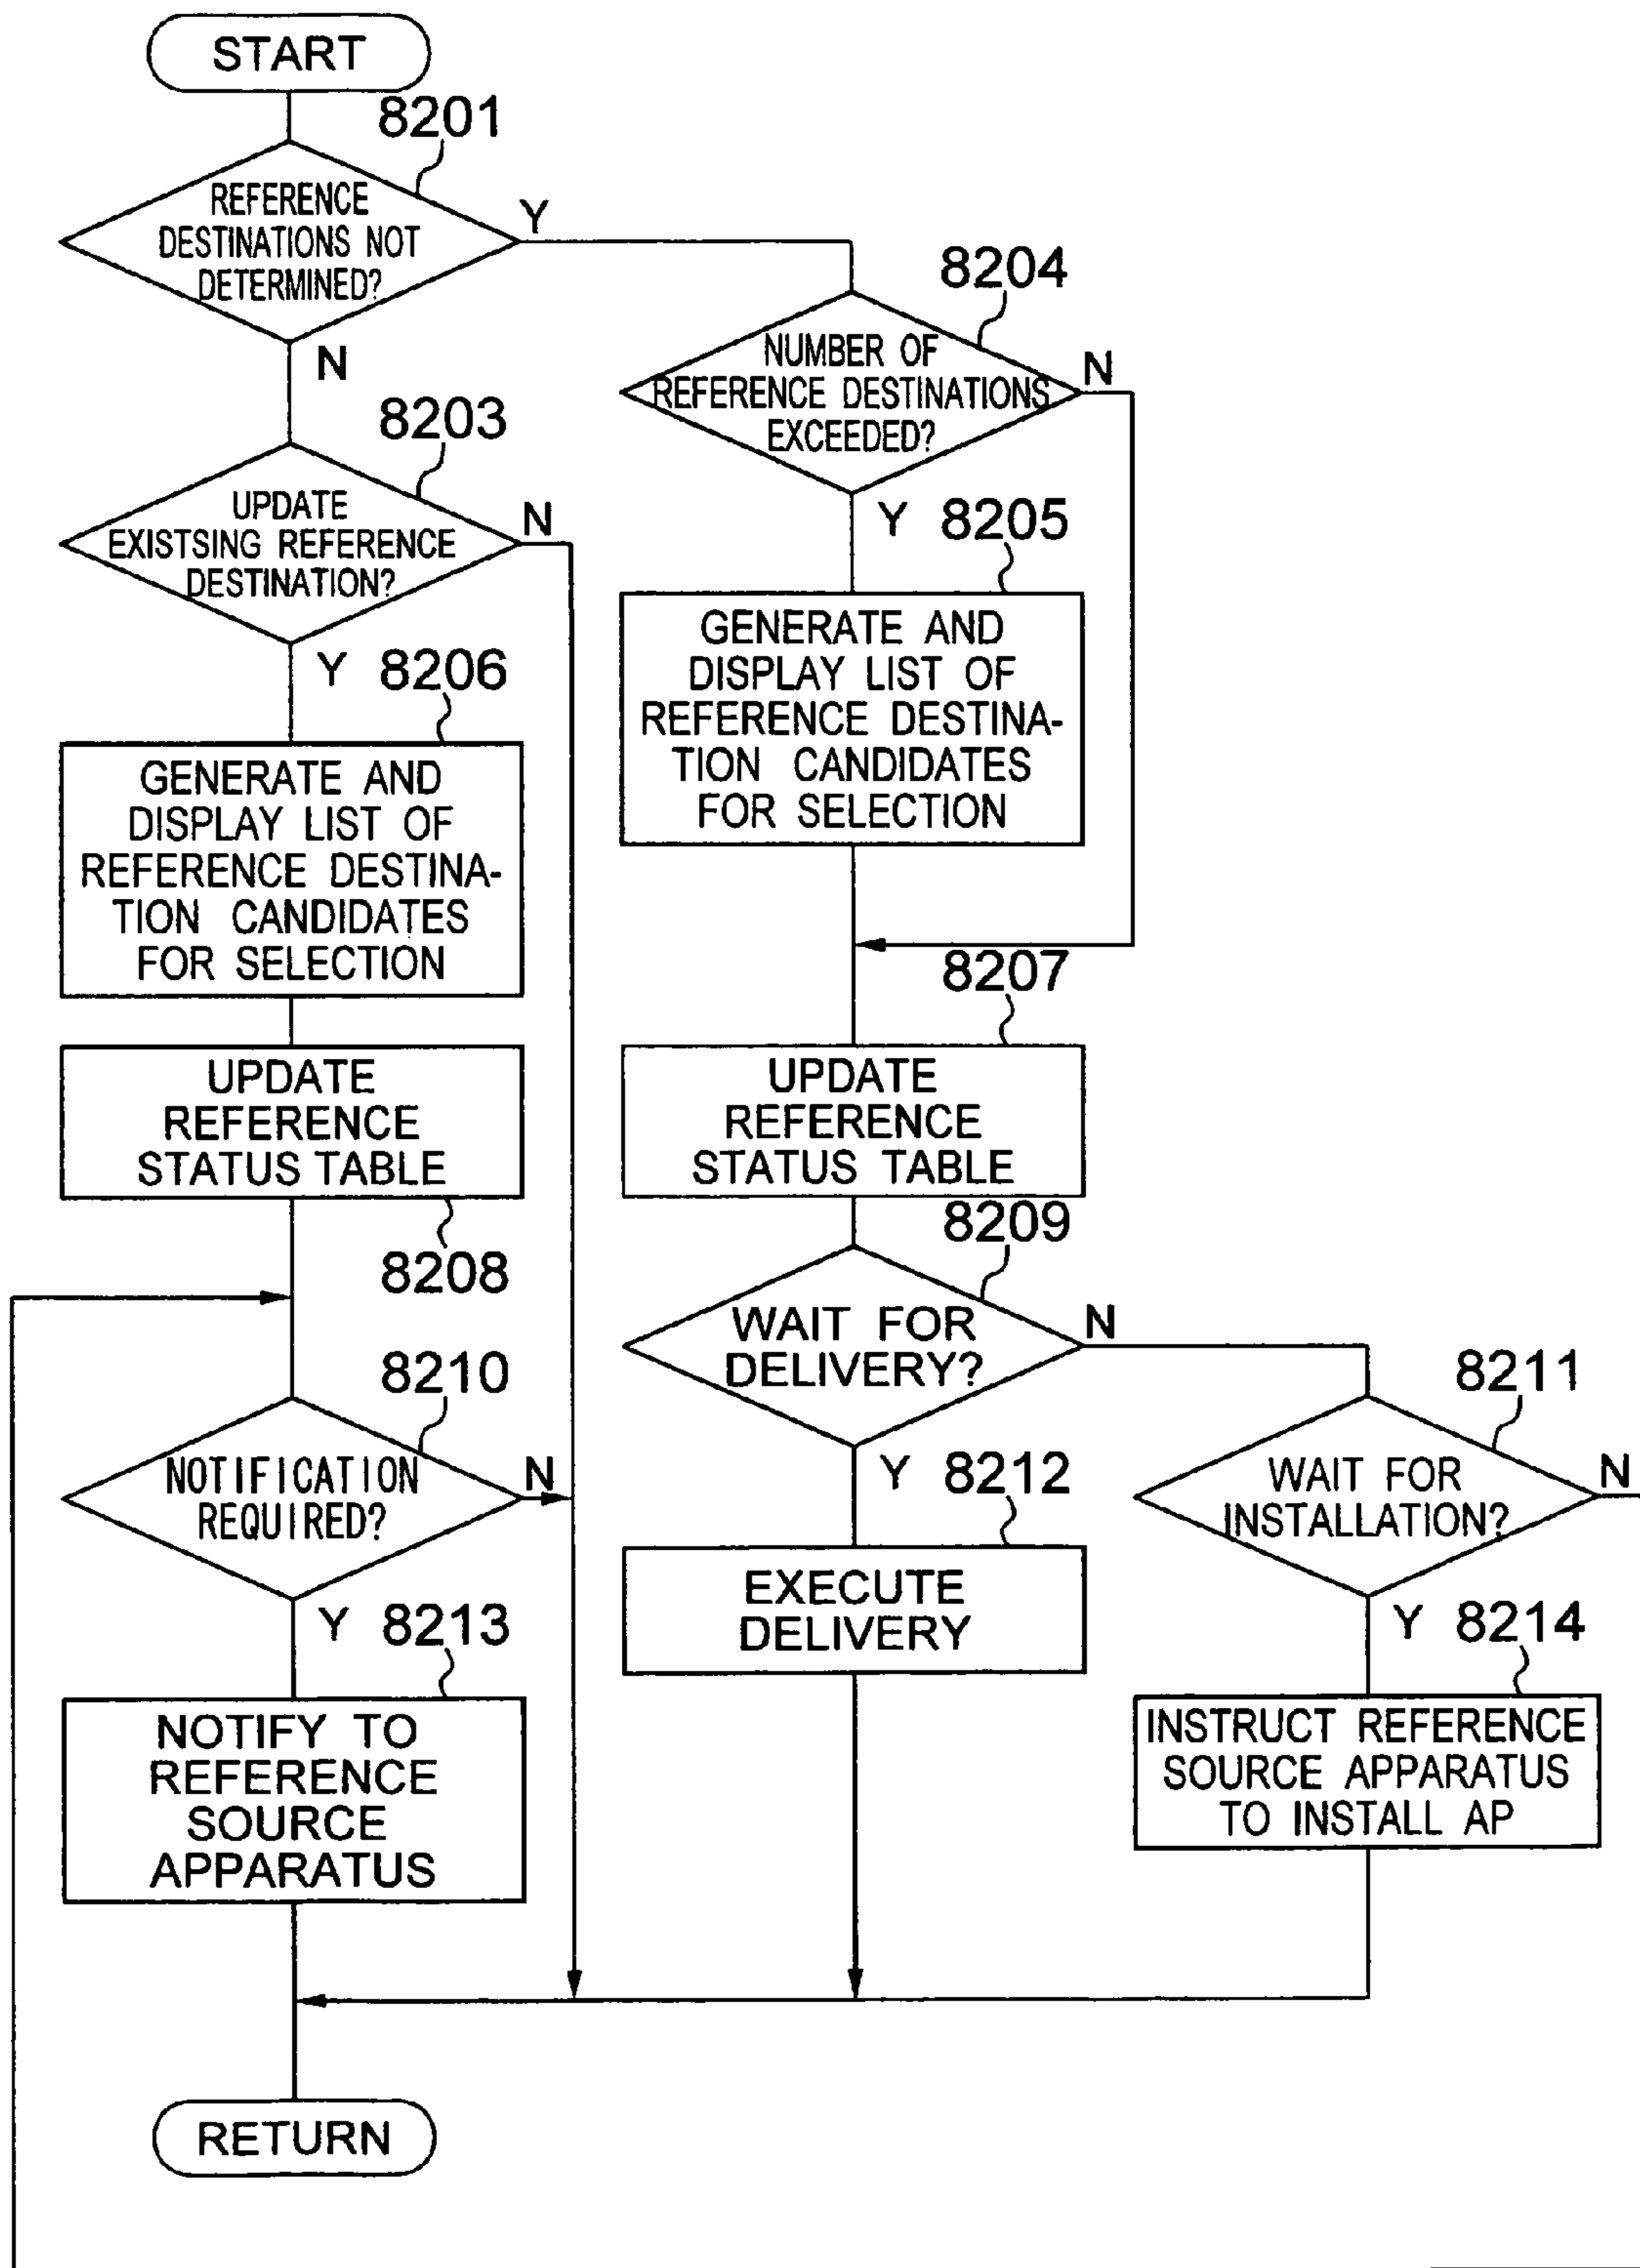 START
8201
REFERENCE
DESTINATIONS NOT
DETERMINED?
Y
N
8204
NUMBER OF
REFERENCE DESTINATIONS
EXCEEDED?
N
Y
8203
UPDATE
EXISTSING REFERENCE
DESTINATION?
N
Y
8205
GENERATE AND
DISPLAY LIST OF
REFERENCE DESTINA-
TION CANDIDATES
FOR SELECTION
8206
GENERATE AND
DISPLAY LIST OF
REFERENCE DESTINA-
TION CANDIDATES
FOR SELECTION
8207
UPDATE
REFERENCE
STATUS TABLE
UPDATE
REFERENCE
STATUS TABLE
8208
8209
WAIT FOR
DELIVERY?
N
Y
8210
NOTIFICATION
REQUIRED?
N
Y
8211
WAIT FOR
INSTALLATION?
N
Y
8212
EXECUTE
DELIVERY
8213
NOTIFY TO
REFERENCE
SOURCE
APPARATUS
8214
INSTRUCT REFERENCE
SOURCE APPARATUS
TO INSTALL AP
RETURN